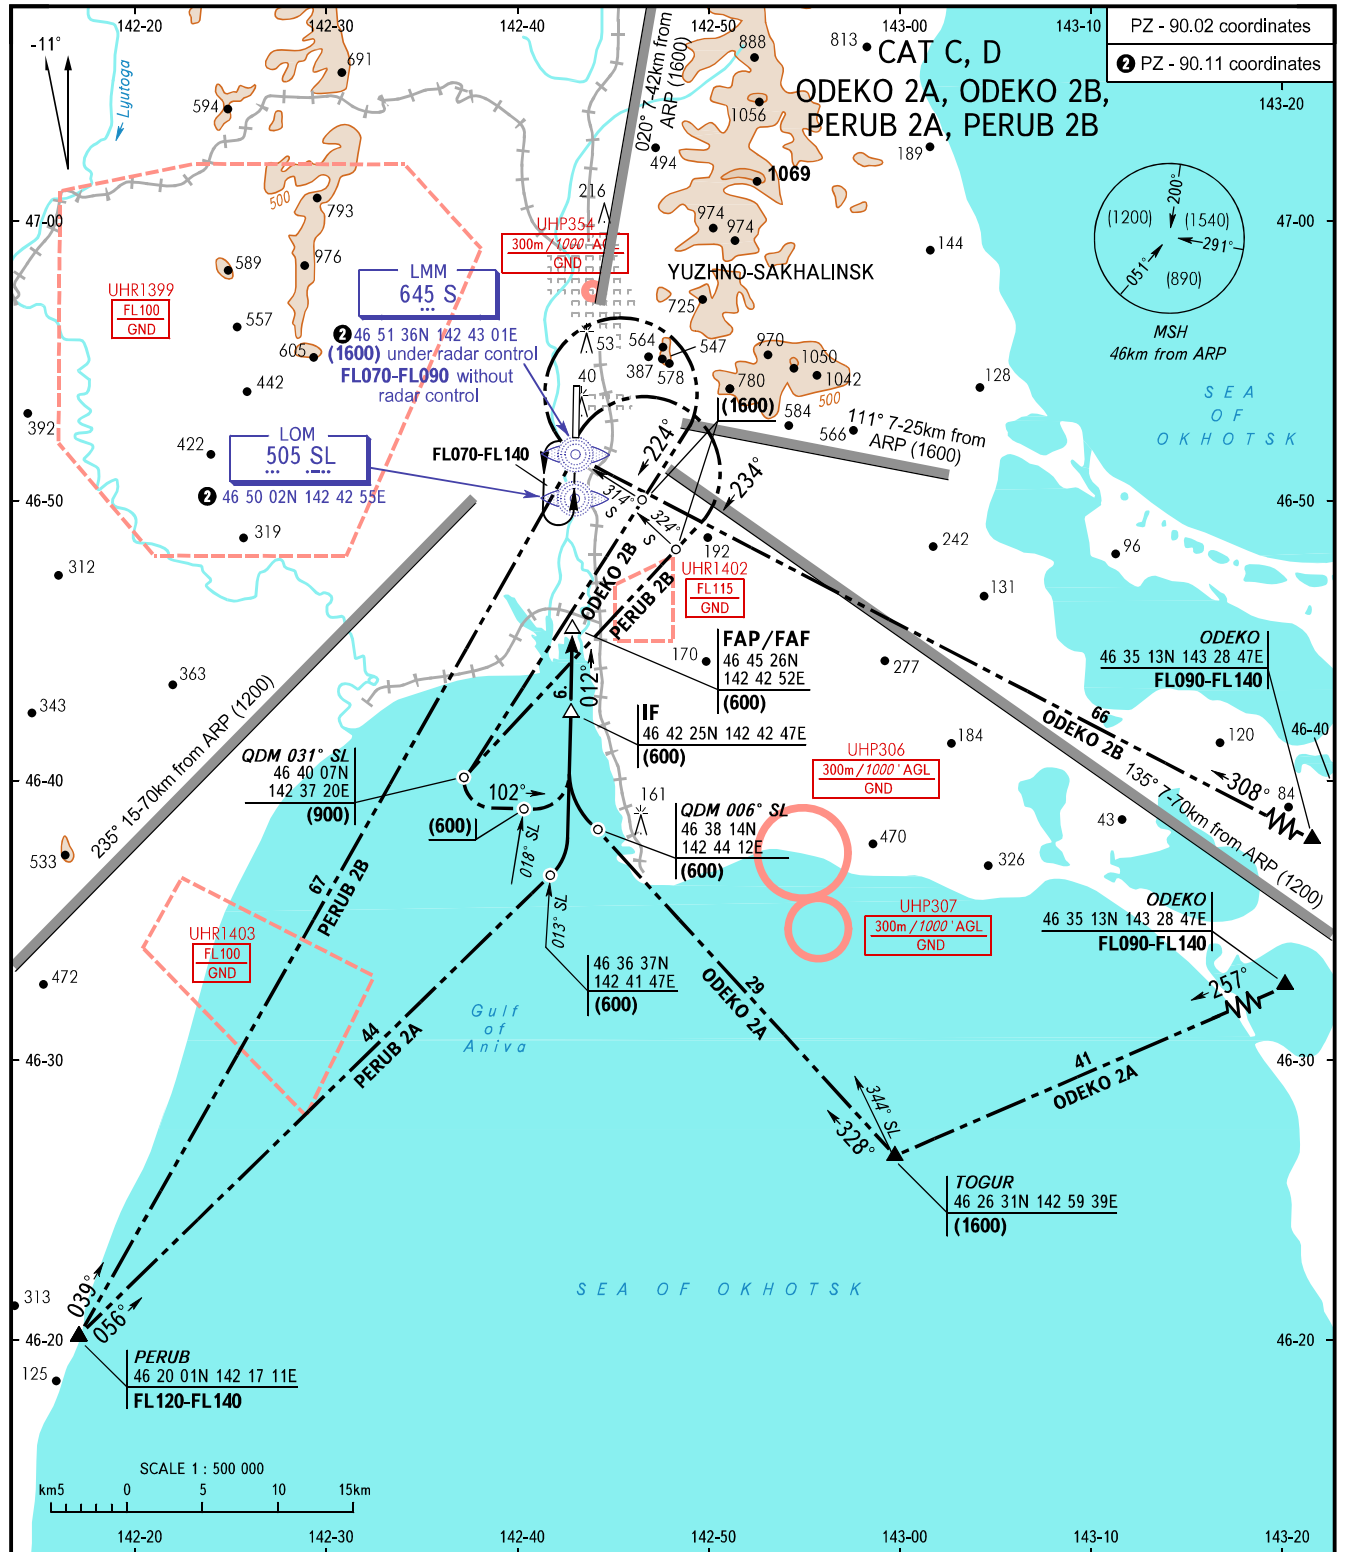 142-20
142-30
142-40
142-50
143-00
143-10
PZ - 90.02 coordinates
❷ PZ - 90.11 coordinates
143-20
-11°
Lyutoga
691
594
888
813
CAT C, D
ODEKO 2A, ODEKO 2B,
PERUB 2A, PERUB 2B
1056
020° 7-42km from
ARP (1600)
494
189
1069
500
793
216
974
974
144
47-00
47-00
200°
(1200)
(1540)
291°
051°
(890)
MSH
46km from ARP
UHP354
300m/1000' AGL
GND
YUZHNO-SAKHALINSK
589
976
LMM
645 S
725
UHR1399
FL100
GND
557
605
❷ 46 51 36N 142 43 01E
(1600) under radar control
FL070-FL090 without
radar control
53
564
547
387
578
970
1050
1042
780
500
40
442
(1600)
584
566
128
SEA
OF
OKHOTSK
392
422
LOM
505 SL
❷ 46 50 02N 142 42 55E
FL070-FL140
224°
234°
111° 7-25km from
ARP (1600)
46-50
46-50
314° S
324° S
319
192
242
96
312
131
UHR1402
FL115
GND
ODEKO 2B
PERUB 2B
FAP/FAF
46 45 26N
142 42 52E
(600)
170
277
ODEKO
46 35 13N 143 28 47E
FL090-FL140
363
343
012°
6.
IF
46 42 25N 142 42 47E
(600)
66
ODEKO 2B
184
120
46-40
46-40
235° 15-70km from ARP (1200)
QDM 031° SL
46 40 07N
142 37 20E
(900)
102°
(600)
018° SL
161
QDM 006° SL
46 38 14N
142 44 12E
(600)
UHP306
300m/1000' AGL
GND
135° 7-70km from ARP (1200)
308°
84
43
470
326
533
67
PERUB 2B
UHR1403
FL100
GND
013° SL
46 36 37N
142 41 47E
(600)
UHP307
300m/1000' AGL
GND
ODEKO
46 35 13N 143 28 47E
FL090-FL140
257°
472
29
ODEKO 2A
Gulf
of
Aniva
44
PERUB 2A
46-30
46-30
41
ODEKO 2A
344° SL
328°
TOGUR
46 26 31N 142 59 39E
(1600)
SEA OF OKHOTSK
313
039°
056°
46-20
46-20
125
PERUB
46 20 01N 142 17 11E
FL120-FL140
SCALE 1 : 500 000
km5 0 5 10 15km
142-20
142-30
142-40
142-50
143-00
143-10
143-20